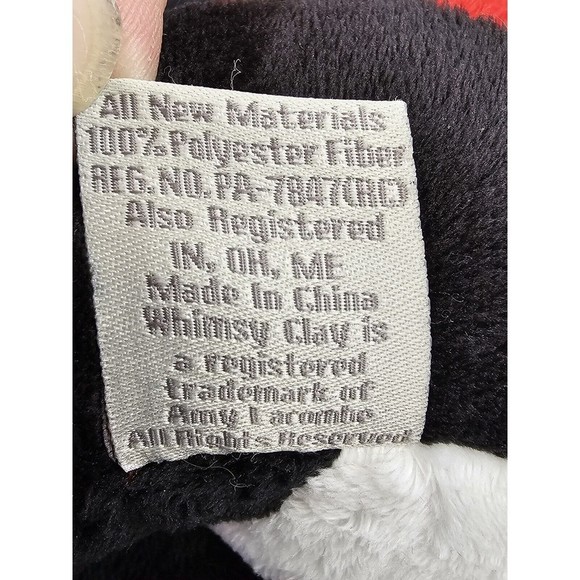 All New Materials
100% Polyester Fiber
REG. NO. PA-7847(HC)
Also Registered
IN, OH, ME
Made In China
Whimsy Clay is
a registered
trademark of
Amy Lacombe
All Rights Reserved